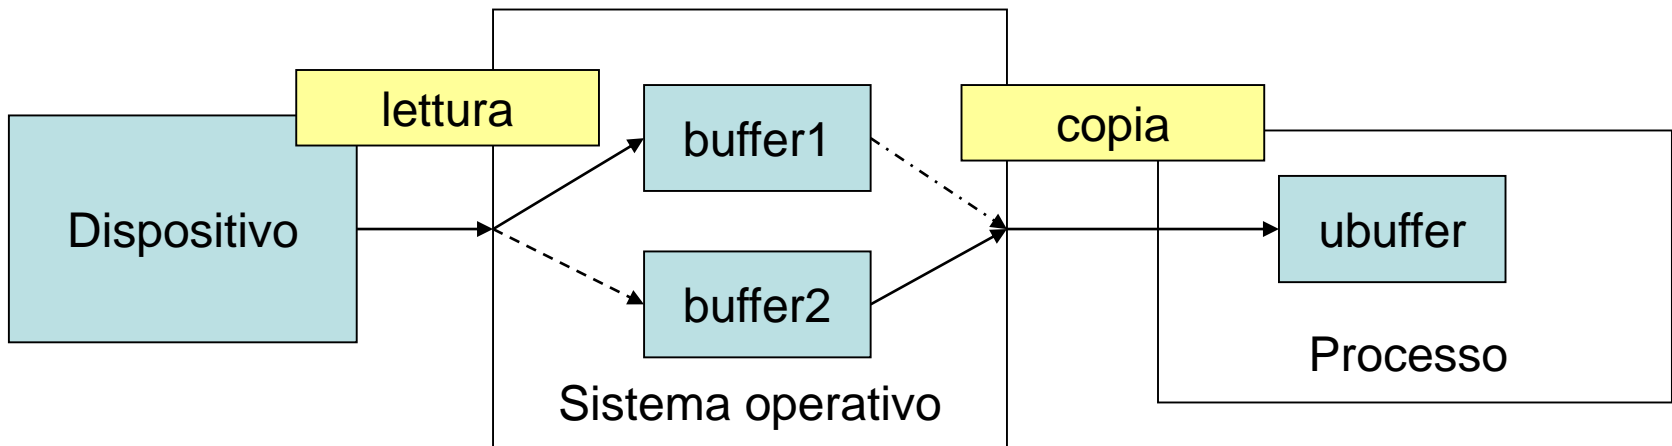 lettura
copia
buffer1
Dispositivo
ubuffer
buffer2
Processo
Sistema operativo